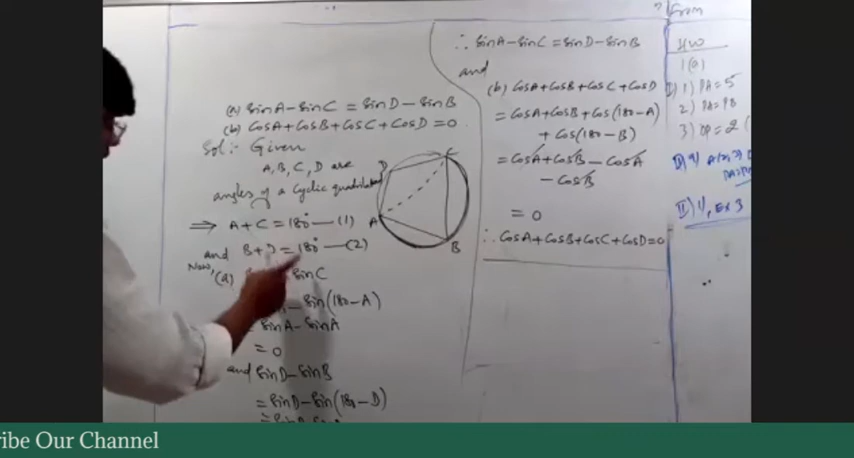 (a) SinA - SinC = SinD - SinB
(b) CosA + CosB + CosC + CosD = 0
Sol:- Given
A, B, C, D are
angles of a cyclic quadrilateral
⇒ A + C = 180° — (1)
and B + D = 180° — (2)
Now, (a) SinC
- Sin(180 - A)
= SinA - SinA
= 0
and SinD - SinB
= SinD - Sin(180 - D)
D
C
A
B
∴ SinA - SinC = SinD - SinB
and
(b) CosA + CosB + CosC + CosD
= CosA + CosB + Cos(180 - A)
+ Cos(180 - B)
= CosA + CosB - CosA
- CosB
= 0
∴ CosA + CosB + CosC + CosD = 0
From
HW
1(a)
I) 1) PA = 5
2) PA = PB
3)
II) 1), Ex 3
ribe Our Channel